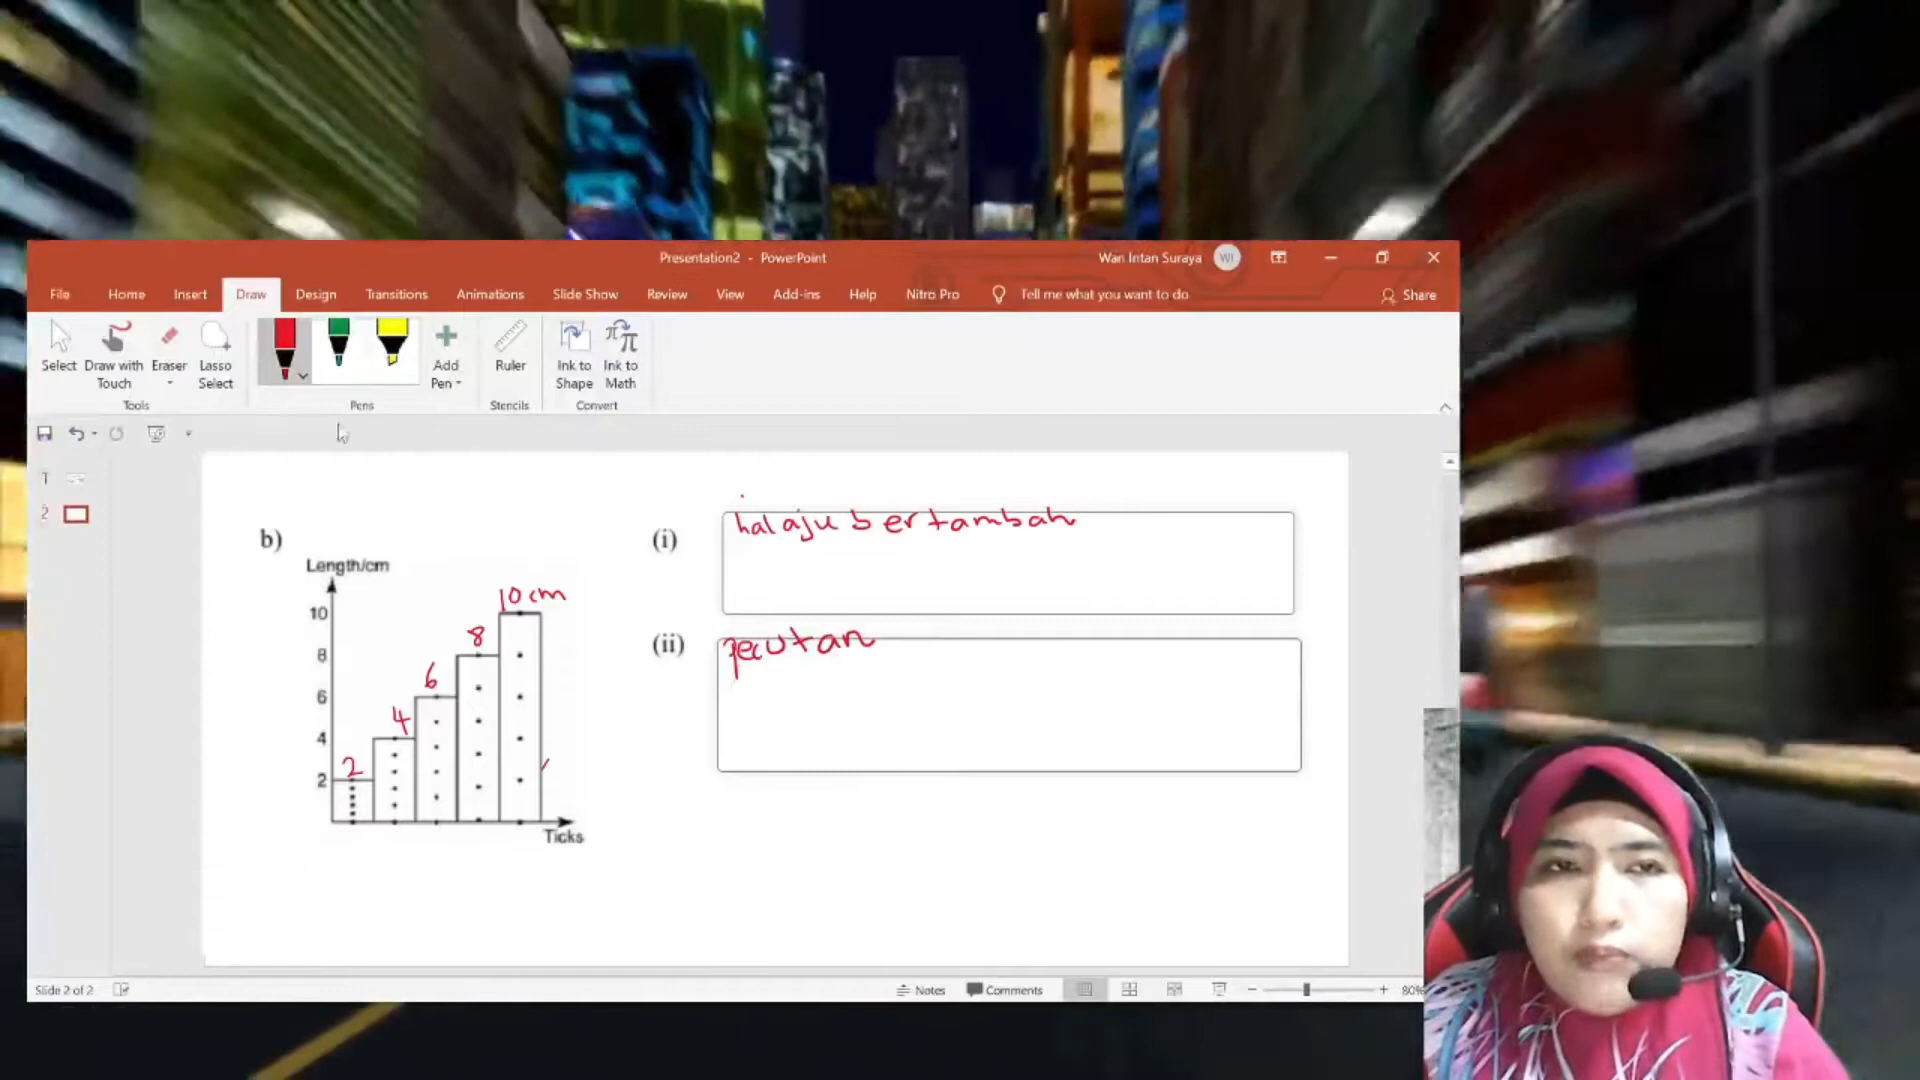 Presentation2 - PowerPoint
Wan Intan Suraya WI
File Home Insert Draw Design Transitions Animations Slide Show Review View Add-ins Help Nitro Pro Tell me what you want to do Share
Select Draw with Touch Eraser Lasso Select Add Pen Ruler Ink to Shape Ink to Math
Tools Pens Stencils Convert
2
b)
Length/cm
10
8
6
4
2
Ticks
2
4
6
8
10 cm
(i)
halaju bertambah
(ii)
pecutan
Slide 2 of 2 Notes Comments 80%